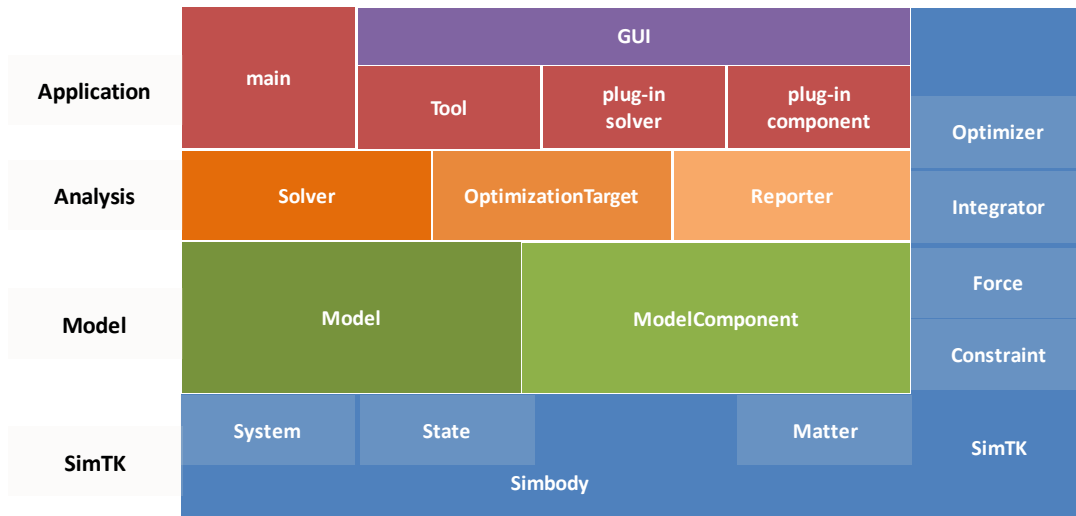 GUI
Application
main
Tool
plug-in
solver
plug-in
component
Optimizer
Analysis
Solver
OptimizationTarget
Reporter
Integrator
Force
Model
Model
ModelComponent
Constraint
System
State
Matter
SimTK
SimTK
Simbody